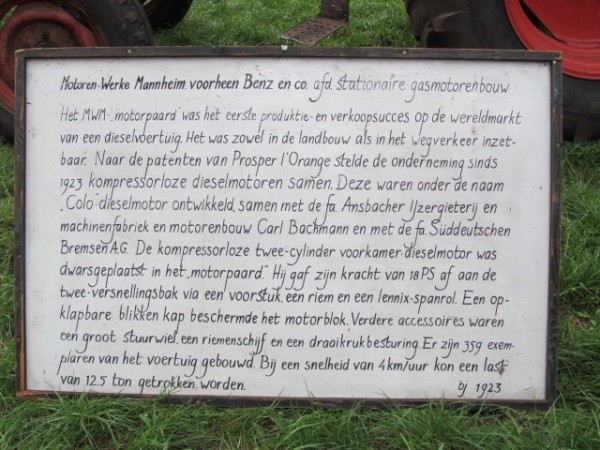 Motoren-Werke Mannheim voorheen Benz en co. afd. stationaire gasmotorenbouw
Het MWM-„motorpaard" was het eerste produktie- en verkoopsucces op de wereldmarkt
van een dieselvoertuig. Het was zowel in de landbouw als in het wegverkeer inzet-
baar. Naar de patenten van Prosper l'Orange stelde de onderneming sinds
1923 kompressorloze dieselmotoren samen. Deze waren onder de naam
„Colo"-dieselmotor ontwikkeld, samen met de fa. Ansbacher IJzergieterij en
machinenfabriek en motorenbouw Carl Bachmann en met de fa. Süddeutschen
Bremsen A.G. De kompressorloze twee-cylinder voorkamer-dieselmotor was
dwarsgeplaatst in het „motorpaard." Hij gaf zijn kracht van 18 PS af aan de
twee-versnellingsbak via een voorstuk, een riem en een lennix-spanrol. Een op-
klapbare blikken kap beschermde het motorblok. Verdere accessoires waren
een groot stuurwiel, een riemenschijf en een draaikrukbesturing. Er zijn 359 exem-
plaren van het voertuig gebouwd. Bij een snelheid van 4 km/uur kon een last
van 12.5 ton getrokken worden.
bj 1923